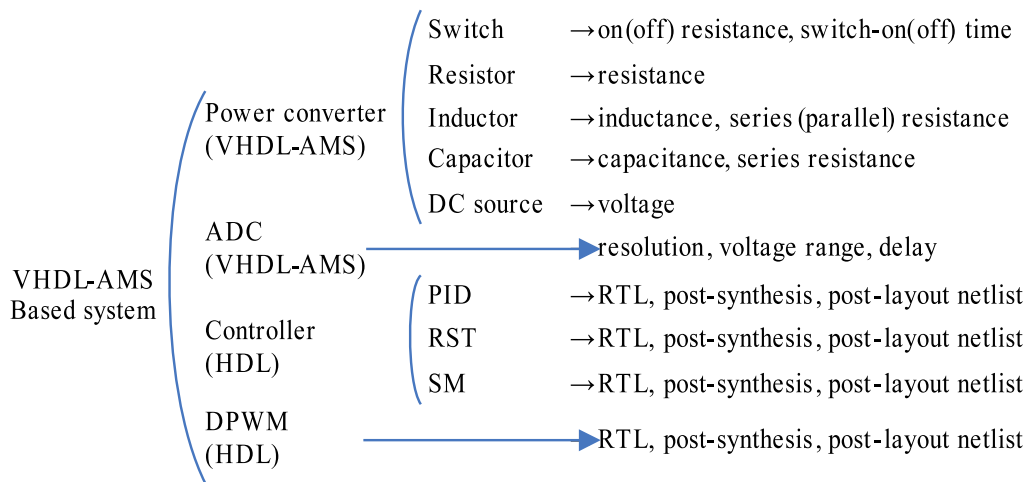 Switch →on(off) resistance, switch-on(off) time
Resistor →resistance
Power converter
(VHDL-AMS)
Inductor →inductance, series (parallel) resistance
Capacitor →capacitance, series resistance
DC source →voltage
ADC
(VHDL-AMS)
resolution, voltage range, delay
VHDL-AMS
Based system
PID →RTL, post-synthesis, post-layout netlist
Controller
(HDL)
RST →RTL, post-synthesis, post-layout netlist
SM →RTL, post-synthesis, post-layout netlist
DPWM
(HDL)
RTL, post-synthesis, post-layout netlist